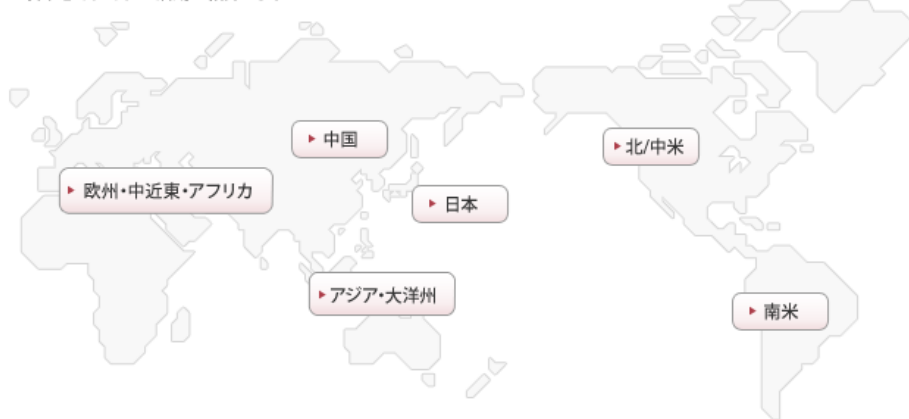 中国
北/中米
欧州・中近東・アフリカ
日本
アジア・大洋州
南米